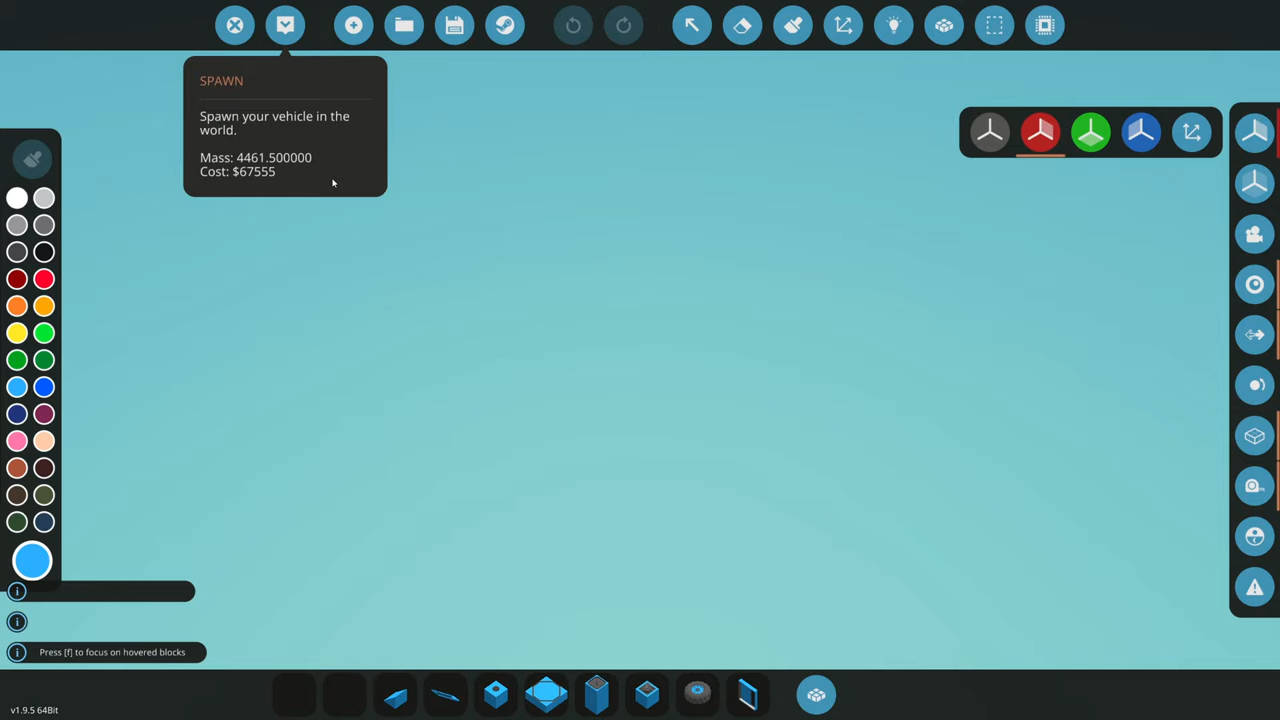 SPAWN
Spawn your vehicle in the
world.
Mass: 4461.500000
Cost: $67555
Press [f] to focus on hovered blocks
v1.9.5 64Bit